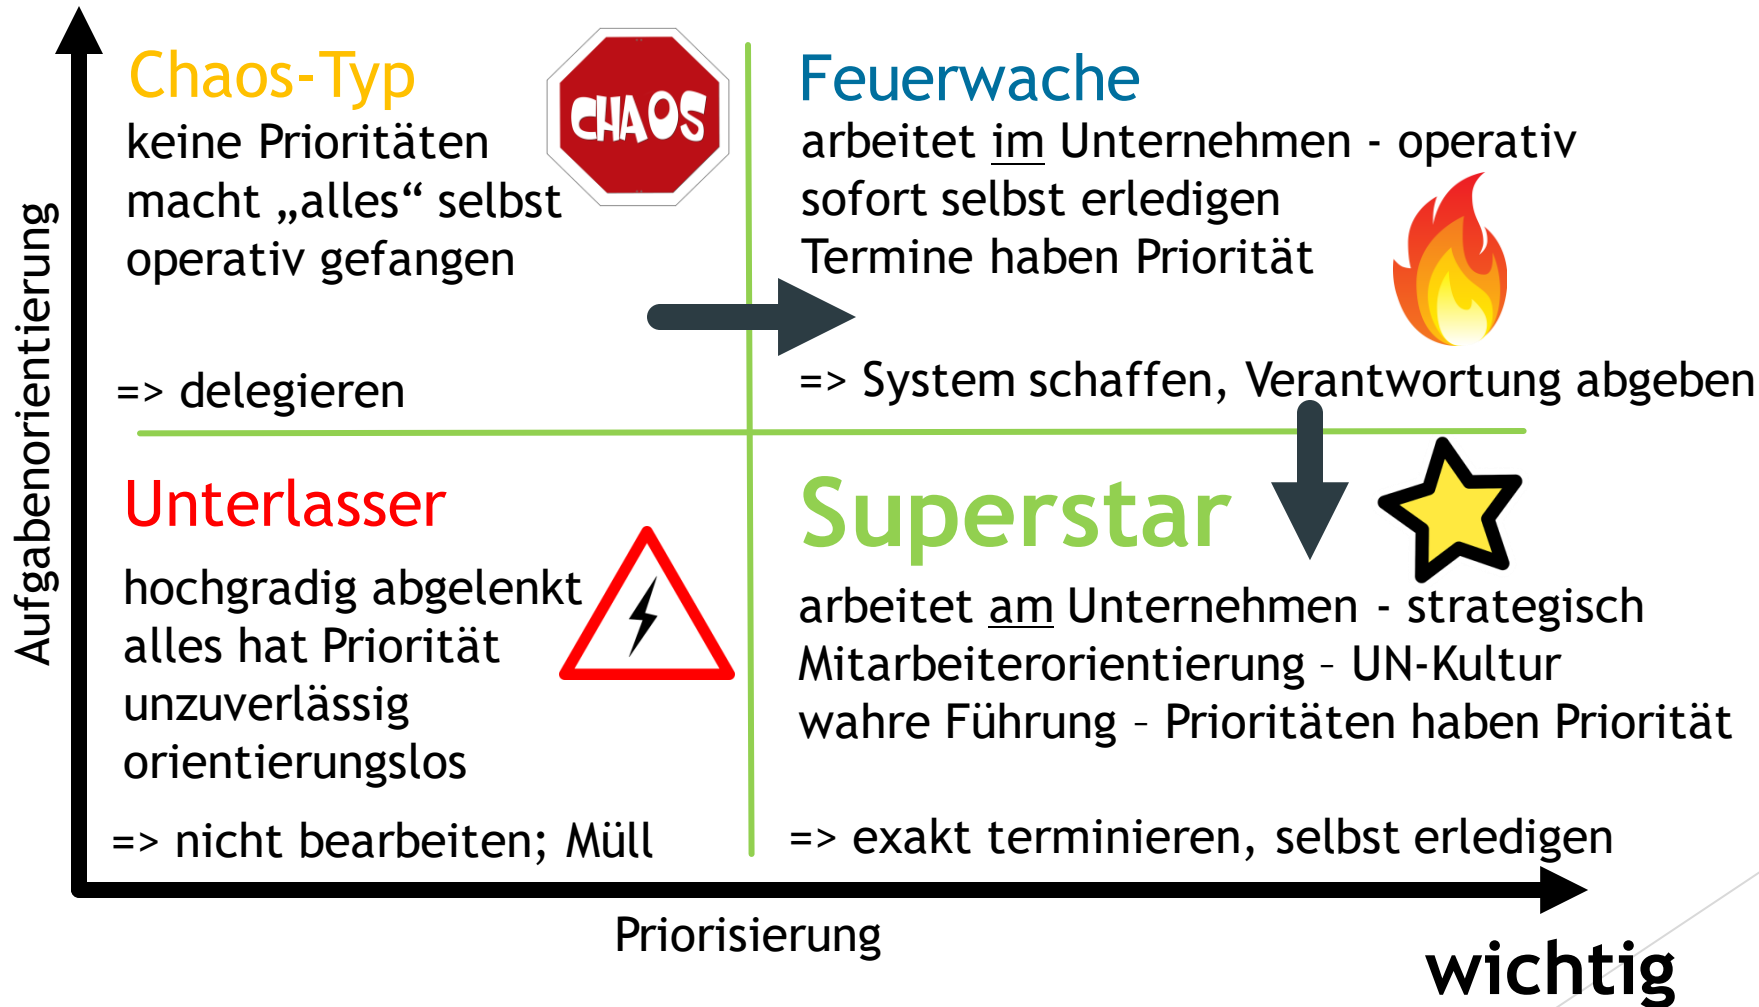 Chaos-Typ
keine Prioritäten
macht „alles“ selbst
operativ gefangen
=> delegieren
CHAOS
Feuerwache
arbeitet im Unternehmen - operativ
sofort selbst erledigen
Termine haben Priorität
=> System schaffen, Verantwortung abgeben
Aufgabenorientierung
Unterlasser
hochgradig abgelenkt
alles hat Priorität
unzuverlässig
orientierungslos
=> nicht bearbeiten; Müll
Superstar
arbeitet am Unternehmen - strategisch
Mitarbeiterorientierung – UN-Kultur
wahre Führung – Prioritäten haben Priorität
=> exakt terminieren, selbst erledigen
Priorisierung
wichtig